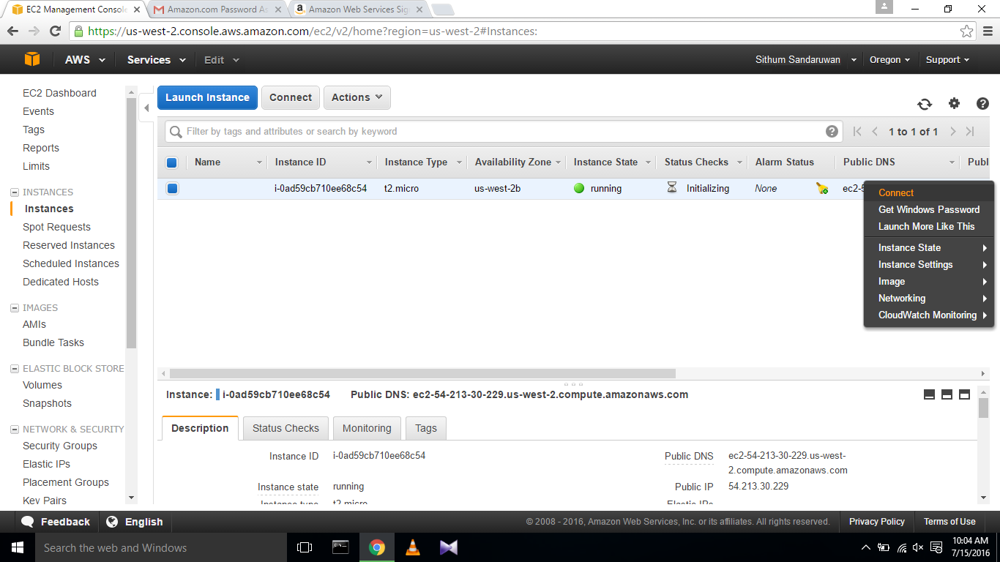 EC2 Management Console
Amazon.com Password As
Amazon Web Services Sig
https://us-west-2.console.aws.amazon.com/ec2/v2/home?region=us-west-2#Instances:
AWS Services Edit Sithum Sandaruwan Oregon Support
EC2 Dashboard
Events
Tags
Reports
Limits
INSTANCES
Instances
Spot Requests
Reserved Instances
Scheduled Instances
Dedicated Hosts
IMAGES
AMIs
Bundle Tasks
ELASTIC BLOCK STORE
Volumes
Snapshots
NETWORK & SECURITY
Security Groups
Elastic IPs
Placement Groups
Key Pairs
Launch Instance Connect Actions
Filter by tags and attributes or search by keyword
1 to 1 of 1
Name Instance ID Instance Type Availability Zone Instance State Status Checks Alarm Status Public DNS Publ
i-0ad59cb710ee68c54 t2.micro us-west-2b running Initializing None ec2-5
Connect
Get Windows Password
Launch More Like This
Instance State
Instance Settings
Image
Networking
CloudWatch Monitoring
Instance: i-0ad59cb710ee68c54 Public DNS: ec2-54-213-30-229.us-west-2.compute.amazonaws.com
Description Status Checks Monitoring Tags
Instance ID i-0ad59cb710ee68c54
Public DNS ec2-54-213-30-229.us-west-
2.compute.amazonaws.com
Instance state running
Public IP 54.213.30.229
Instance type t2.micro
Elastic IPs
Feedback English
© 2008 - 2016, Amazon Web Services, Inc. or its affiliates. All rights reserved. Privacy Policy Terms of Use
Search the web and Windows
10:04 AM
7/15/2016